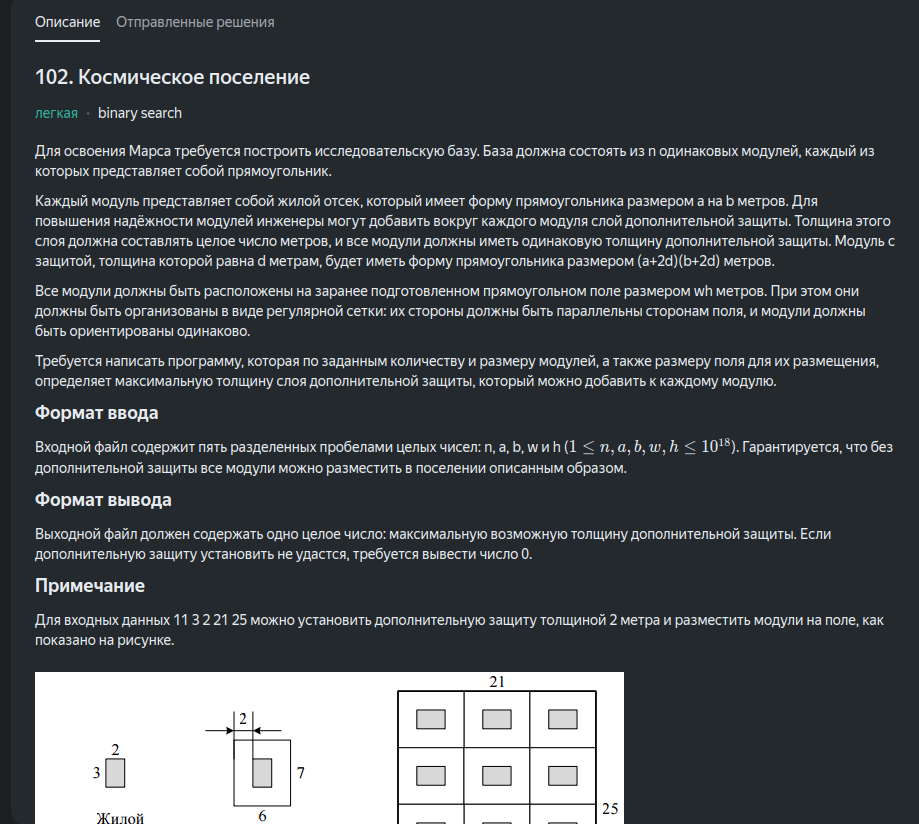 Описание Отправленные решения
102. Космическое поселение
легкая · binary search
Для освоения Марса требуется построить исследовательскую базу. База должна состоять из n одинаковых модулей, каждый из
которых представляет собой прямоугольник.
Каждый модуль представляет собой жилой отсек, который имеет форму прямоугольника размером a на b метров. Для
повышения надёжности модулей инженеры могут добавить вокруг каждого модуля слой дополнительной защиты. Толщина этого
слоя должна составлять целое число метров, и все модули должны иметь одинаковую толщину дополнительной защиты. Модуль с
защитой, толщина которой равна d метрам, будет иметь форму прямоугольника размером (a+2d)(b+2d) метров.
Все модули должны быть расположены на заранее подготовленном прямоугольном поле размером wh метров. При этом они
должны быть организованы в виде регулярной сетки: их стороны должны быть параллельны сторонам поля, и модули должны
быть ориентированы одинаково.
Требуется написать программу, которая по заданным количеству и размеру модулей, а также размеру поля для их размещения,
определяет максимальную толщину слоя дополнительной защиты, который можно добавить к каждому модулю.
Формат ввода
Входной файл содержит пять разделенных пробелами целых чисел: n, a, b, w и h (1 ≤ n, a, b, w, h ≤ 10¹⁸). Гарантируется, что без
дополнительной защиты все модули можно разместить в поселении описанным образом.
Формат вывода
Выходной файл должен содержать одно целое число: максимальную возможную толщину дополнительной защиты. Если
дополнительную защиту установить не удастся, требуется вывести число 0.
Примечание
Для входных данных 11 3 2 21 25 можно установить дополнительную защиту толщиной 2 метра и разместить модули на поле, как
показано на рисунке.
21
2
2
3
7
25
6
Жилой